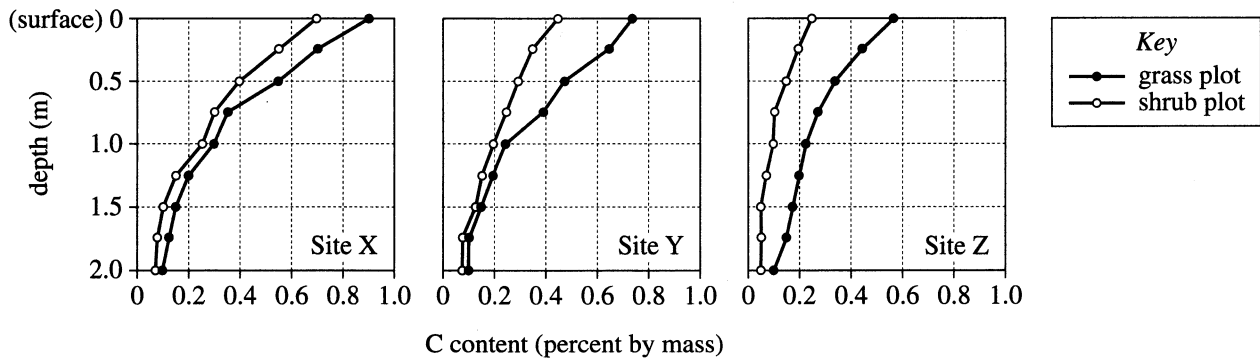 (surface) 0
0.5
1.0
1.5
2.0
depth (m)
Site X
Site Y
Site Z
0 0.2 0.4 0.6 0.8 1.0
0 0.2 0.4 0.6 0.8 1.0
0 0.2 0.4 0.6 0.8 1.0
C content (percent by mass)
Key
grass plot
shrub plot